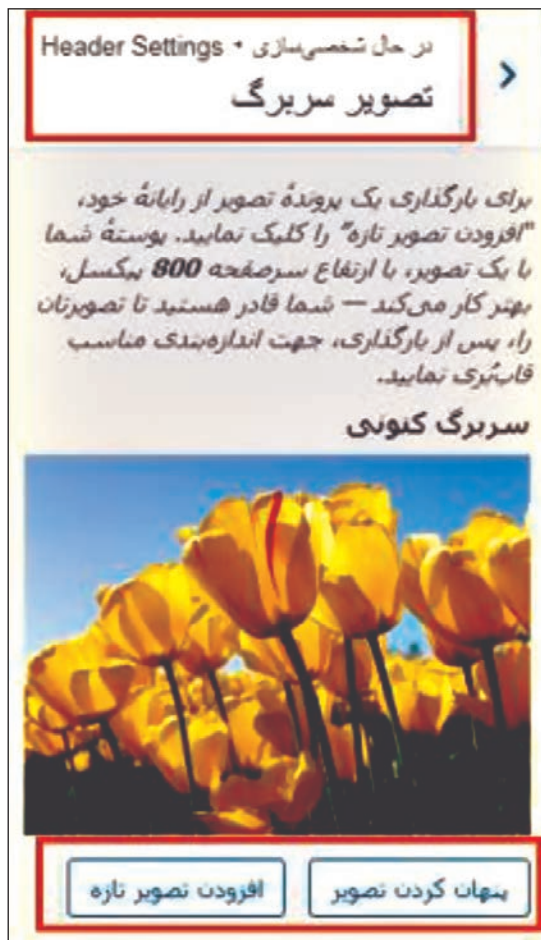 در حال شخصی‌سازی • Header Settings
تصویر سربرگ
برای بارگذاری یک پروندهٔ تصویر از رایانهٔ خود،
"افزودن تصویر تازه" را کلیک نمایید. پوستهٔ شما
با یک تصویر، با ارتفاع سرصفحه 800 پیکسل،
بهتر کار می‌کند — شما قادر هستید تا تصویرتان
را، پس از بارگذاری، جهت اندازه‌بندی مناسب
قاب‌بُری نمایید.
سربرگ کنونی
پنهان کردن تصویر
افزودن تصویر تازه